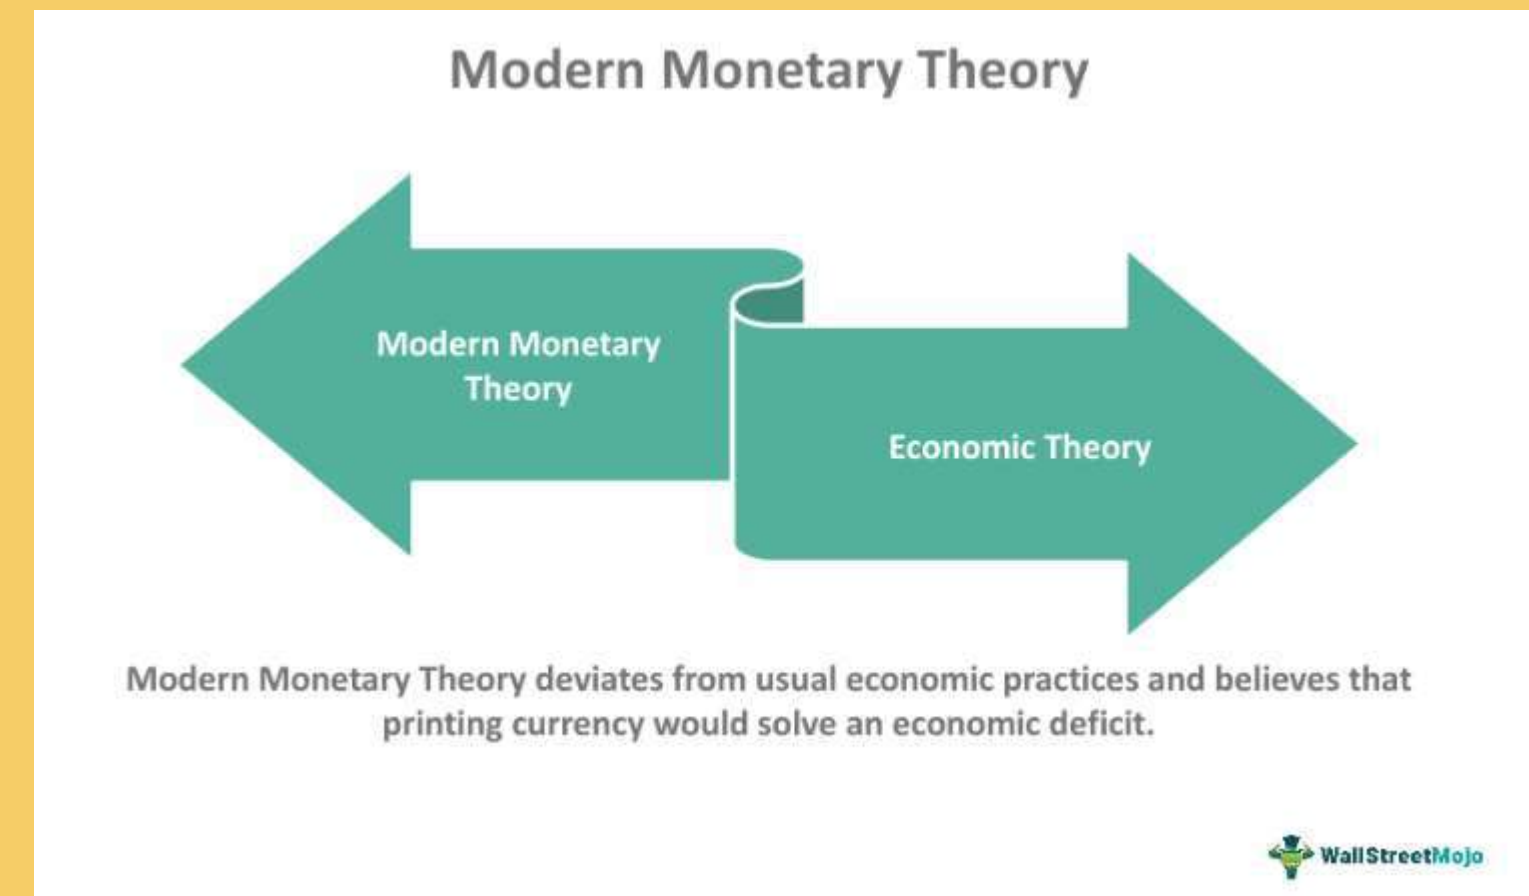 Modern Monetary Theory
Modern Monetary
Theory
Economic Theory
Modern Monetary Theory deviates from usual economic practices and believes that
printing currency would solve an economic deficit.
WallStreetMojo